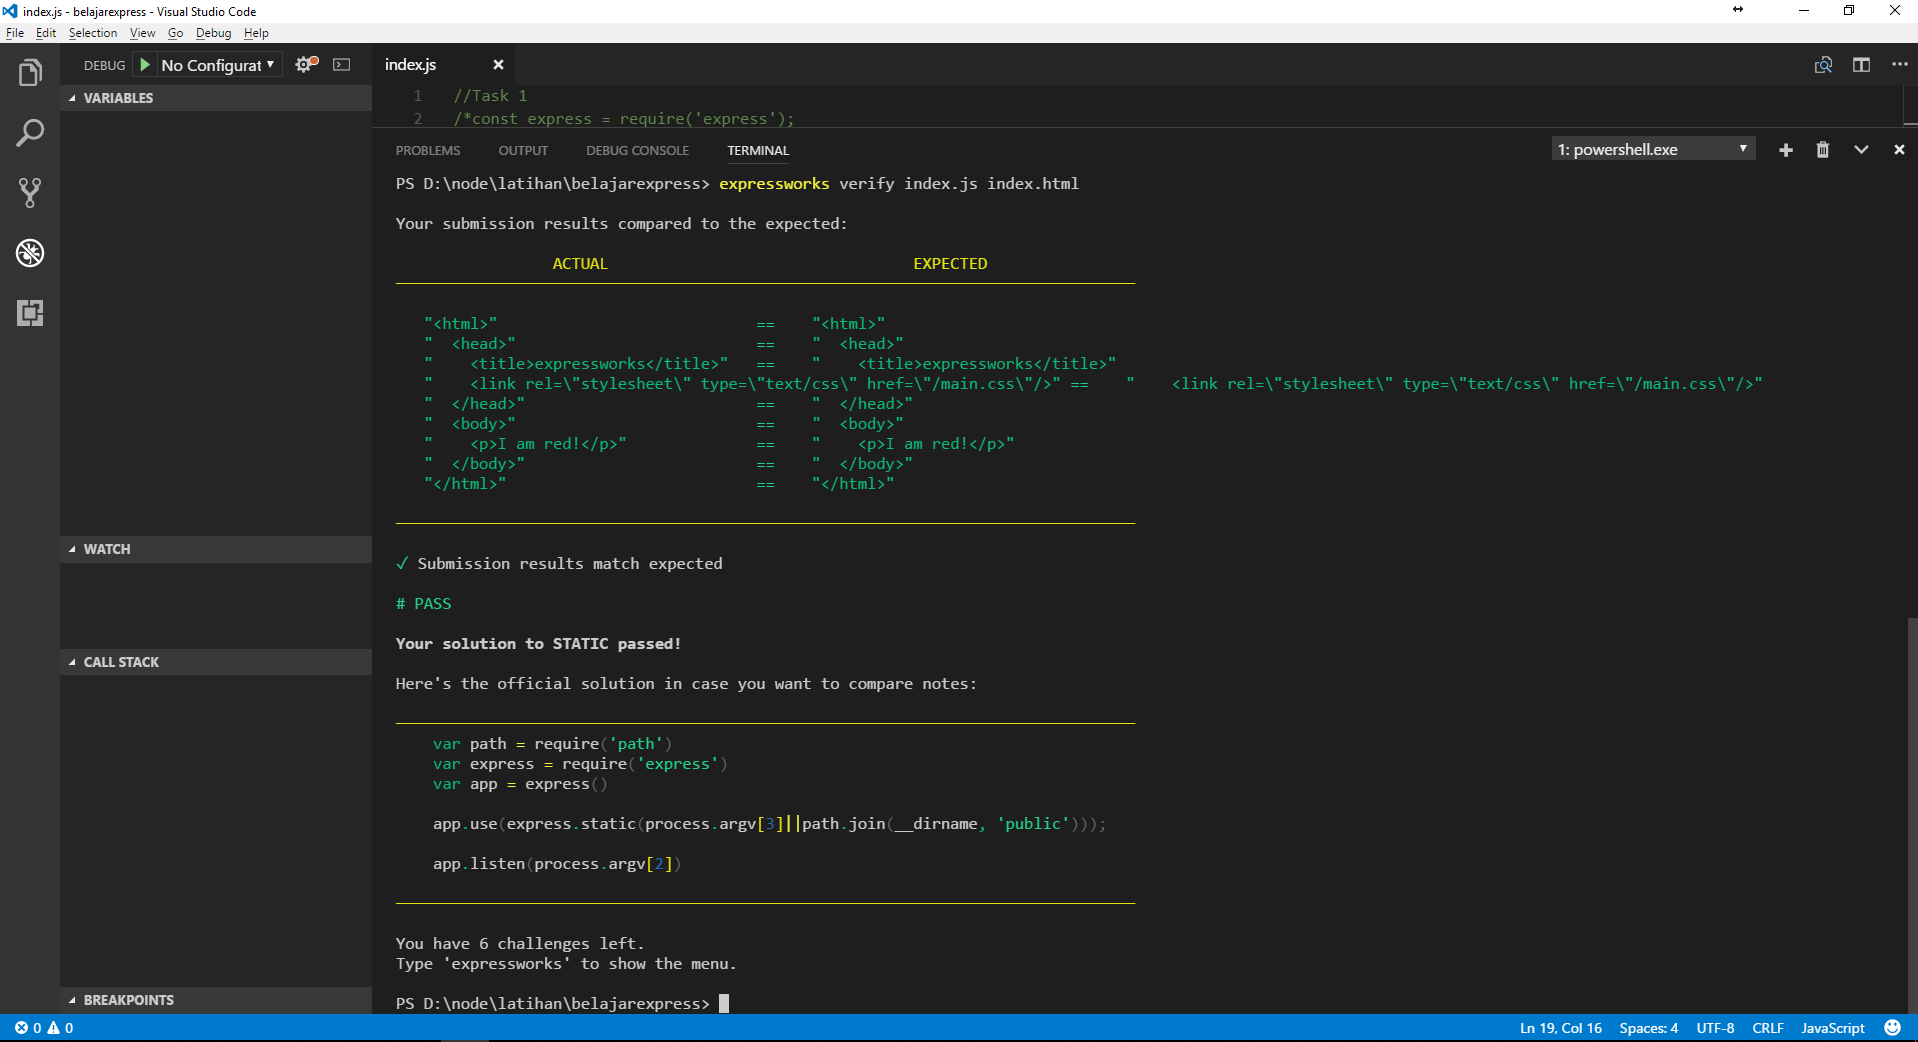 index.js - belajarexpress - Visual Studio Code
File Edit Selection View Go Debug Help
DEBUG No Configurat
index.js
VARIABLES
1 //Task 1
2 /*const express = require('express');
PROBLEMS OUTPUT DEBUG CONSOLE TERMINAL 1: powershell.exe
PS D:\node\latihan\belajarexpress> expressworks verify index.js index.html
Your submission results compared to the expected:
ACTUAL EXPECTED
"<html>" == "<html>"
"  <head>" == "  <head>"
"    <title>expressworks</title>" == "    <title>expressworks</title>"
"    <link rel=\"stylesheet\" type=\"text/css\" href=\"/main.css\"/>" == "    <link rel=\"stylesheet\" type=\"text/css\" href=\"/main.css\"/>"
"  </head>" == "  </head>"
"  <body>" == "  <body>"
"    <p>I am red!</p>" == "    <p>I am red!</p>"
"  </body>" == "  </body>"
"</html>" == "</html>"
WATCH
✓ Submission results match expected
# PASS
Your solution to STATIC passed!
CALL STACK
Here's the official solution in case you want to compare notes:
var path = require('path')
var express = require('express')
var app = express()
app.use(express.static(process.argv[3]||path.join(__dirname, 'public')));
app.listen(process.argv[2])
You have 6 challenges left.
Type 'expressworks' to show the menu.
BREAKPOINTS
PS D:\node\latihan\belajarexpress>
0 0 Ln 19, Col 16 Spaces: 4 UTF-8 CRLF JavaScript